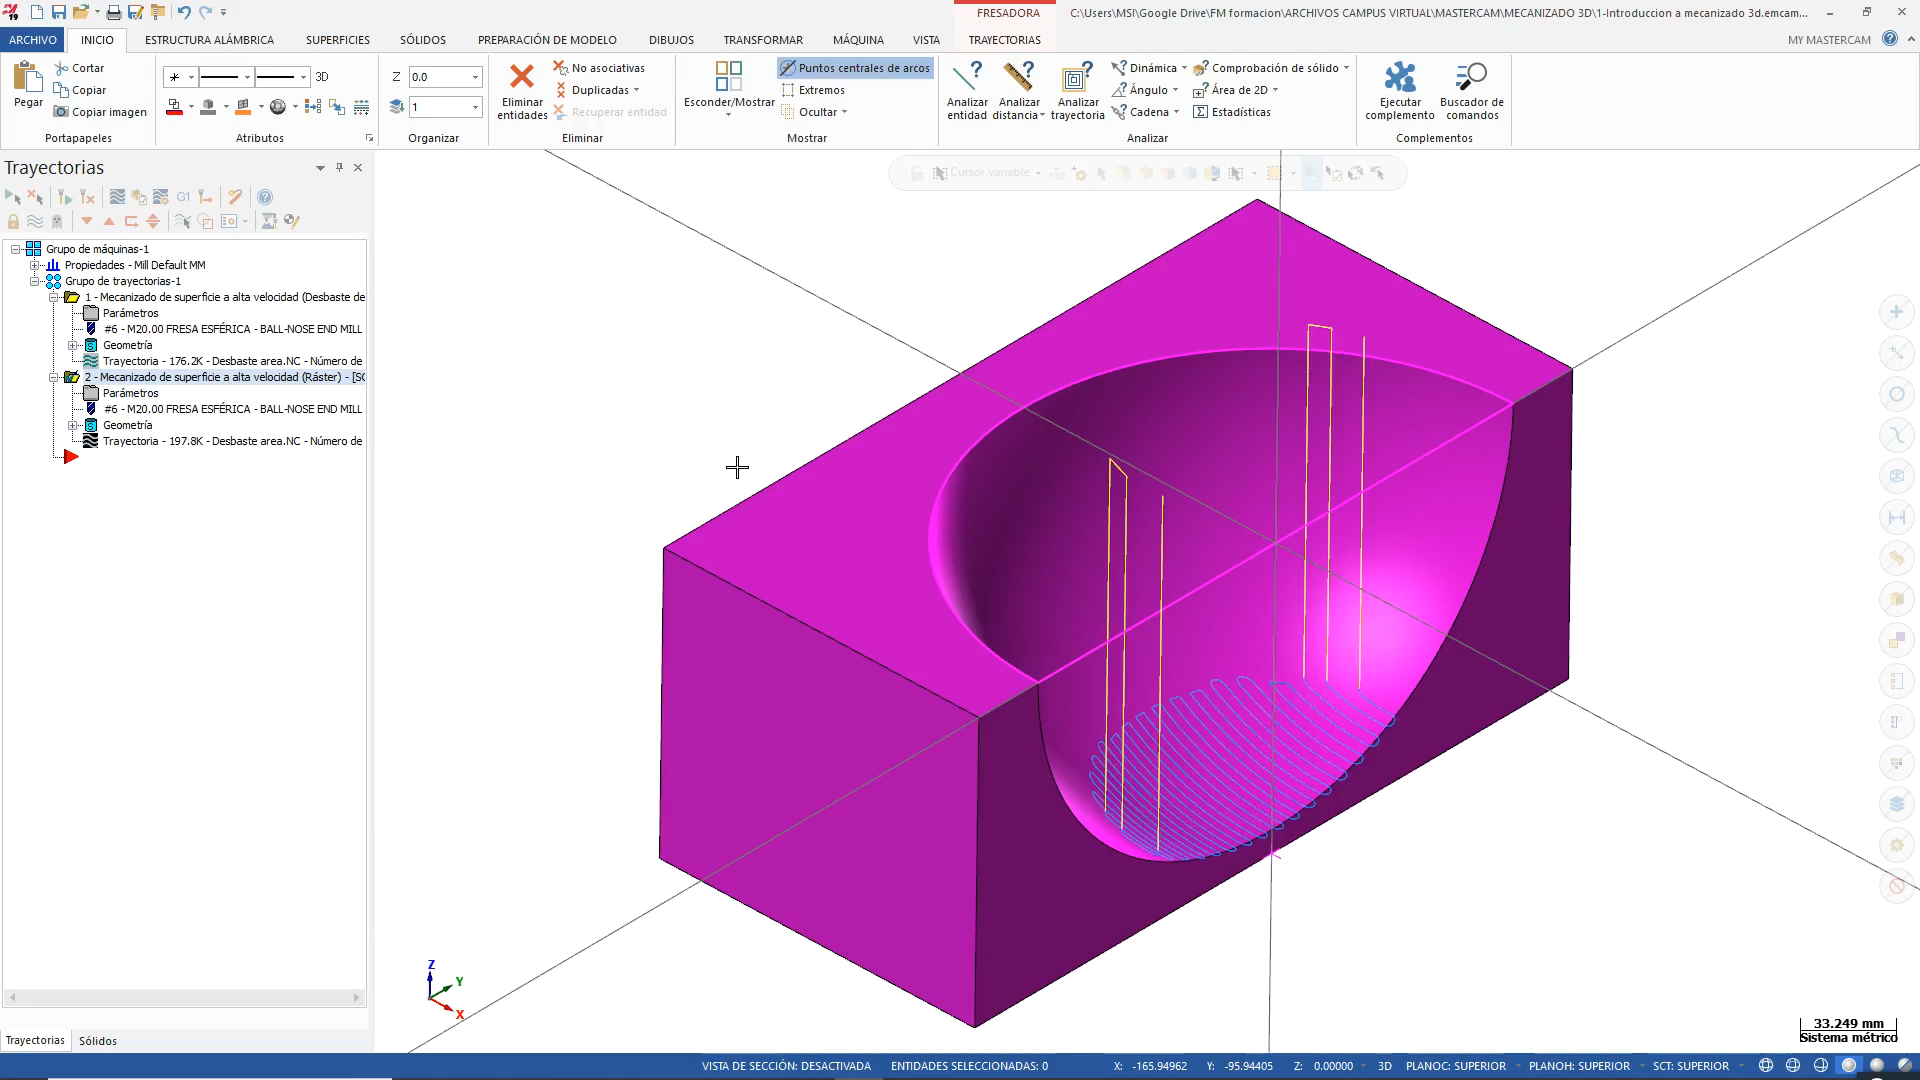 19
FRESADORA
C:\Users\MSI\Google Drive\FM formacion\ARCHIVOS CAMPUS VIRTUAL\MASTERCAM\MECANIZADO 3D\1-Introduccion a mecanizado 3d.emcam...
ARCHIVO
INICIO
ESTRUCTURA ALÁMBRICA
SUPERFICIES
SÓLIDOS
PREPARACIÓN DE MODELO
DIBUJOS
TRANSFORMAR
MÁQUINA
VISTA
TRAYECTORIAS
MY MASTERCAM
Pegar
Cortar
Copiar
Copiar imagen
Portapapeles
3D
Atributos
Z 0.0
1
Organizar
Eliminar entidades
No asociativas
Duplicadas
Recuperar entidad
Eliminar
Esconder/Mostrar
Puntos centrales de arcos
Extremos
Ocultar
Mostrar
Analizar entidad
Analizar distancia
Analizar trayectoria
Dinámica
Ángulo
Cadena
Comprobación de sólido
Área de 2D
Estadísticas
Analizar
Ejecutar complemento
Buscador de comandos
Complementos
Trayectorias
G1
Cursor variable
Grupo de máquinas-1
Propiedades - Mill Default MM
Grupo de trayectorias-1
1 - Mecanizado de superficie a alta velocidad (Desbaste de
Parámetros
#6 - M20.00 FRESA ESFÉRICA - BALL-NOSE END MILL
Geometría
Trayectoria - 176.2K - Desbaste area.NC - Número de
2 - Mecanizado de superficie a alta velocidad (Ráster) - [SC
Parámetros
#6 - M20.00 FRESA ESFÉRICA - BALL-NOSE END MILL
Geometría
Trayectoria - 197.8K - Desbaste area.NC - Número de
Z
Y
X
33.249 mm
Sistema métrico
Trayectorias
Sólidos
VISTA DE SECCIÓN: DESACTIVADA
ENTIDADES SELECCIONADAS: 0
X: -165.94962
Y: -95.94405
Z: 0.00000
3D
PLANOC: SUPERIOR
PLANOH: SUPERIOR
SCT: SUPERIOR